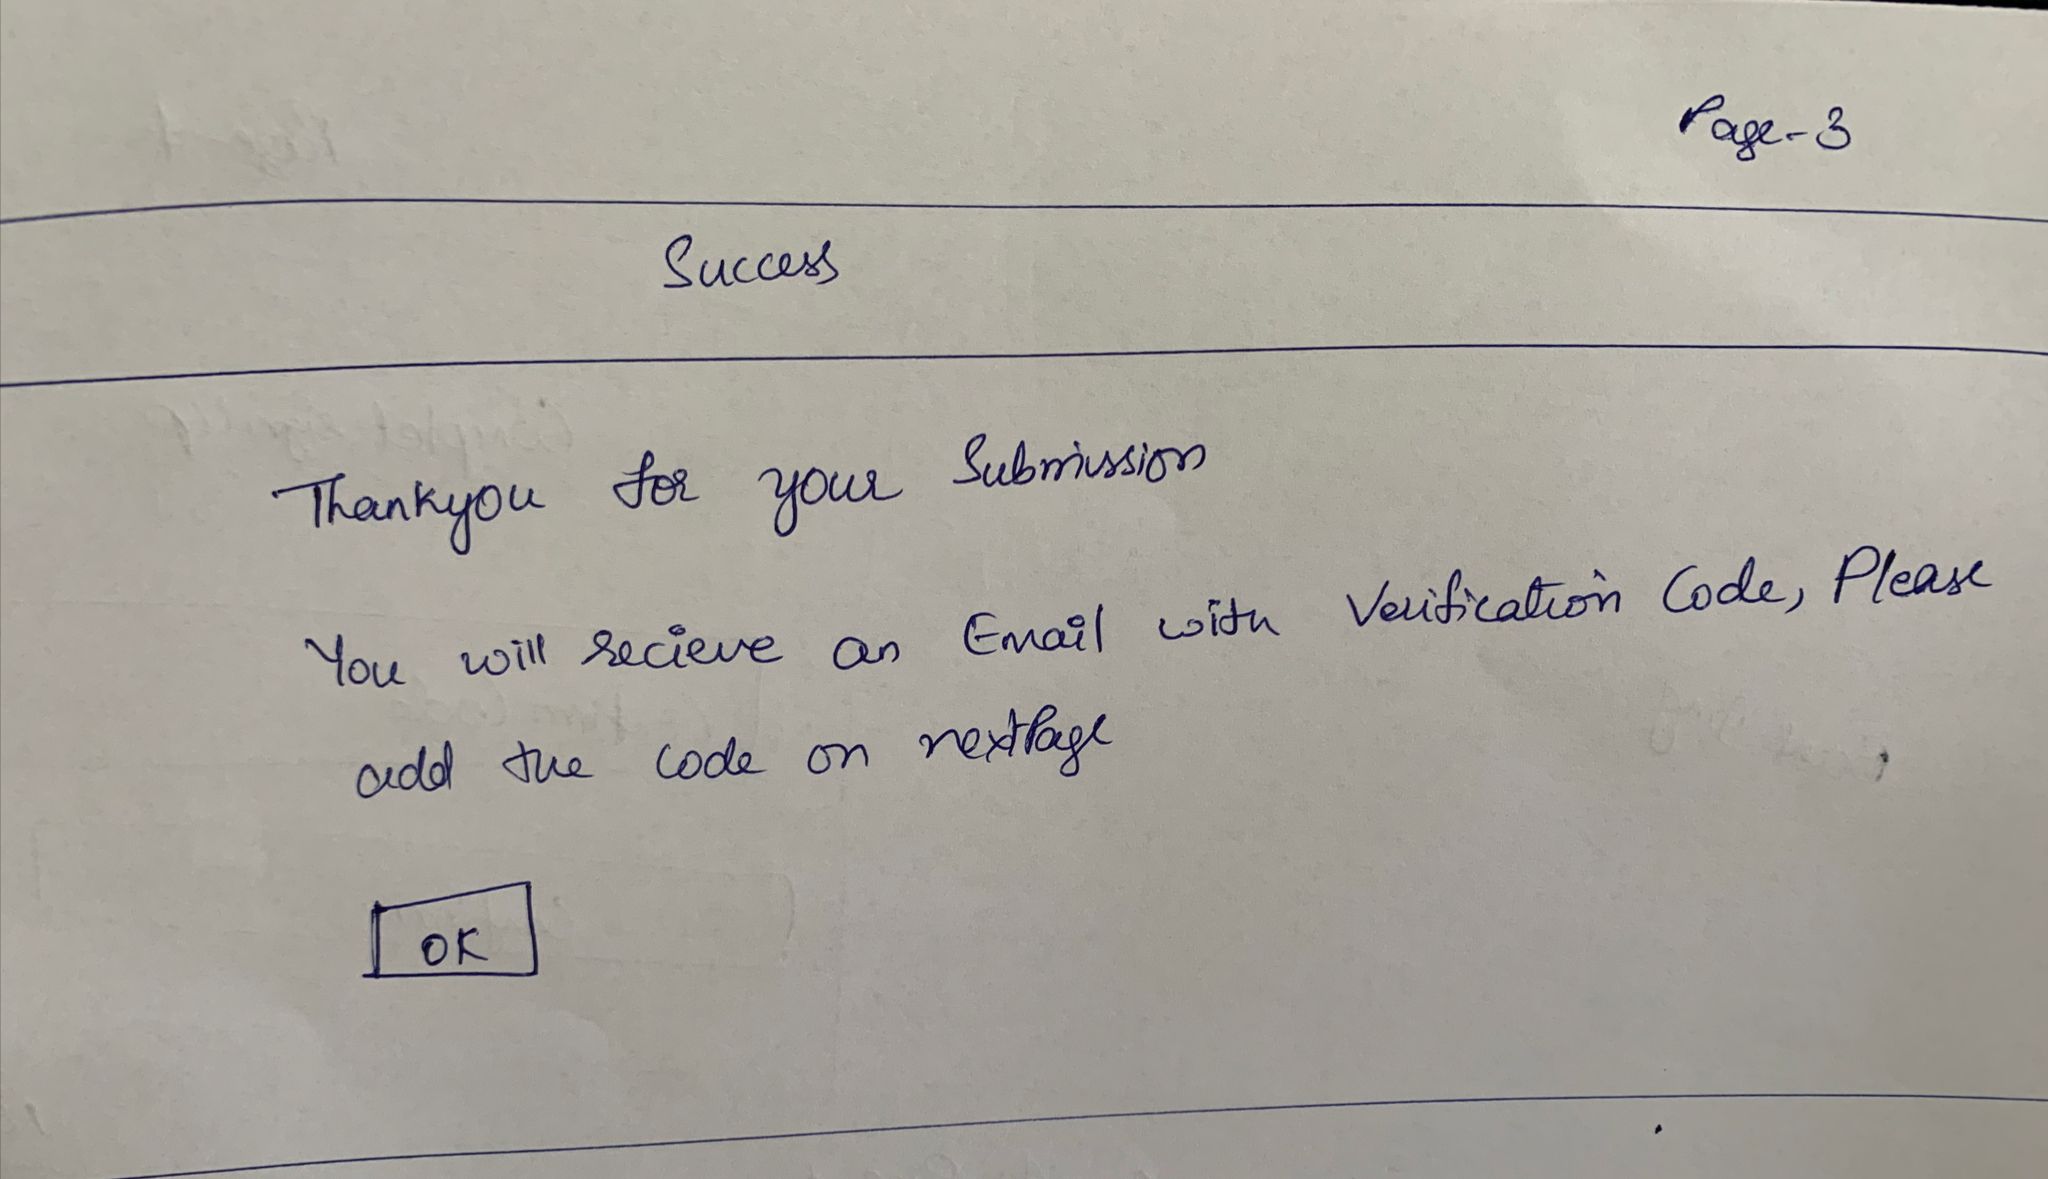 Page-3
Success
Thankyou for your Submission
You will recieve an Email with Verification Code, Please
add the code on nextPage
OK